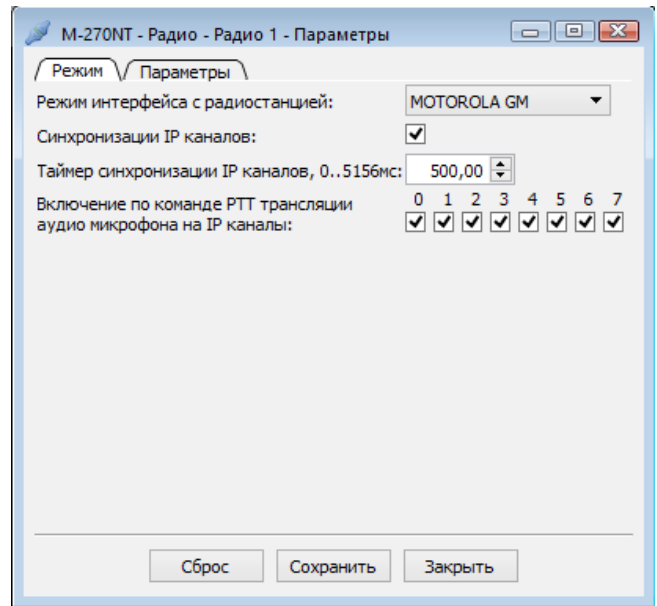 M-270NT - Радио - Радио 1 - Параметры
Режим Параметры
Режим интерфейса с радиостанцией: MOTOROLA GM
Синхронизации IP каналов:
Таймер синхронизации IP каналов, 0..5156мс: 500,00
Включение по команде PTT трансляции 0 1 2 3 4 5 6 7
аудио микрофона на IP каналы:
Сброс Сохранить Закрыть